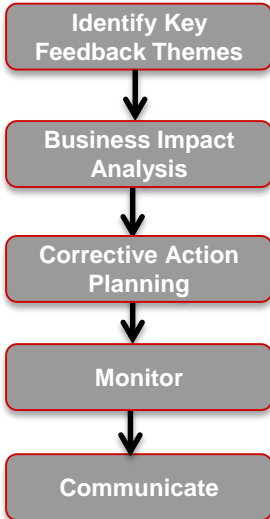 Identify Key
Feedback Themes
Business Impact
Analysis
Corrective Action
Planning
Monitor
Communicate